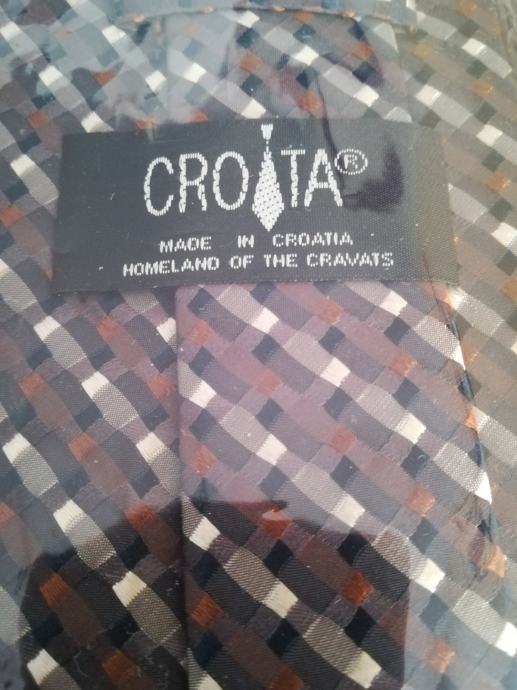 CROATA®
MADE IN CROATIA
HOMELAND OF THE CRAVATS